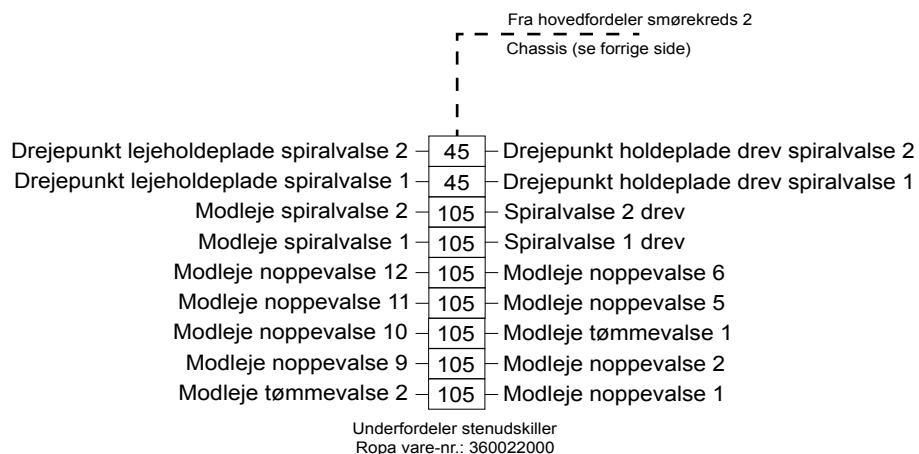 Fra hovedfordeler smørekreds 2
Chassis (se forrige side)
Drejepunkt lejeholdeplade spiralvalse 2 45 Drejepunkt holdeplade drev spiralvalse 2
Drejepunkt lejeholdeplade spiralvalse 1 45 Drejepunkt holdeplade drev spiralvalse 1
Modleje spiralvalse 2 105 Spiralvalse 2 drev
Modleje spiralvalse 1 105 Spiralvalse 1 drev
Modleje noppevalse 12 105 Modleje noppevalse 6
Modleje noppevalse 11 105 Modleje noppevalse 5
Modleje noppevalse 10 105 Modleje tømmevalse 1
Modleje noppevalse 9 105 Modleje noppevalse 2
Modleje tømmevalse 2 105 Modleje noppevalse 1
Underfordeler stenudskiller
Ropa vare-nr.: 360022000